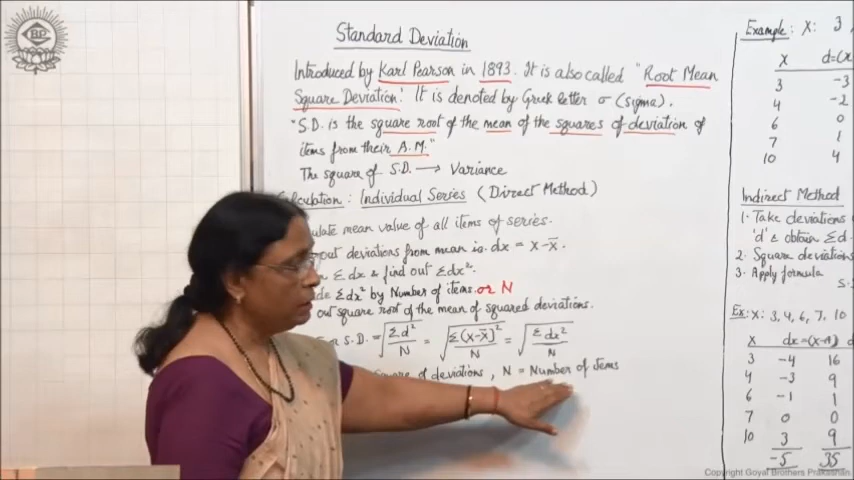 Standard Deviation
Introduced by Karl Pearson in 1893. It is also called "Root Mean
Square Deviation". It is denoted by Greek letter σ (sigma).
"S.D. is the square root of the mean of the squares of deviation of
items from their A.M."
The square of S.D. → Variance
Calculation: Individual Series (Direct Method)
mean value of all items of series.
out deviations from mean i.e. dx = x-x̄.
Σdx & find out Σdx².
Σdx² by Number of items. or N
out square root of the mean of squared deviations.
S.D. = √Σd²/N = √Σ(x-x̄)²/N = √Σdx²/N
Square of deviations, N = Number of items
Example: X: 3,
X d=(x
3 -3
4 -2
6 0
7 1
10 4
Indirect Method
1. Take deviations
'd' & obtain Σd
2. Square deviations
3. Apply formula
S.
Ex: X: 3, 4, 6, 7, 10
x dx=(x-A) d
3 -4 16
4 -3 9
6 -1 1
7 0 0
10 3 9
-5 35
Copyright Goyal Brothers Prakashan